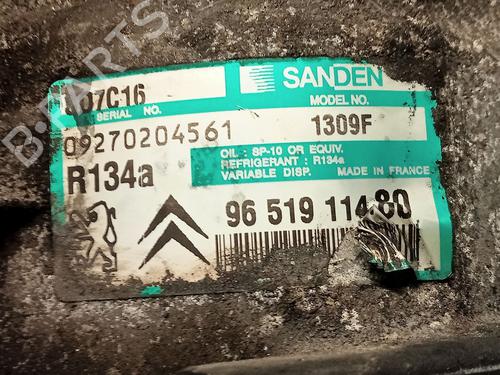 SD7C16
SANDEN
SERIAL NO.
MODEL NO.
09270204561
1309F
OIL : SP-10 OR EQUIV.
REFRIGERANT : R134a
VARIABLE DISP. MADE IN FRANCE
R134a
96 519 114 80
B-PARTS